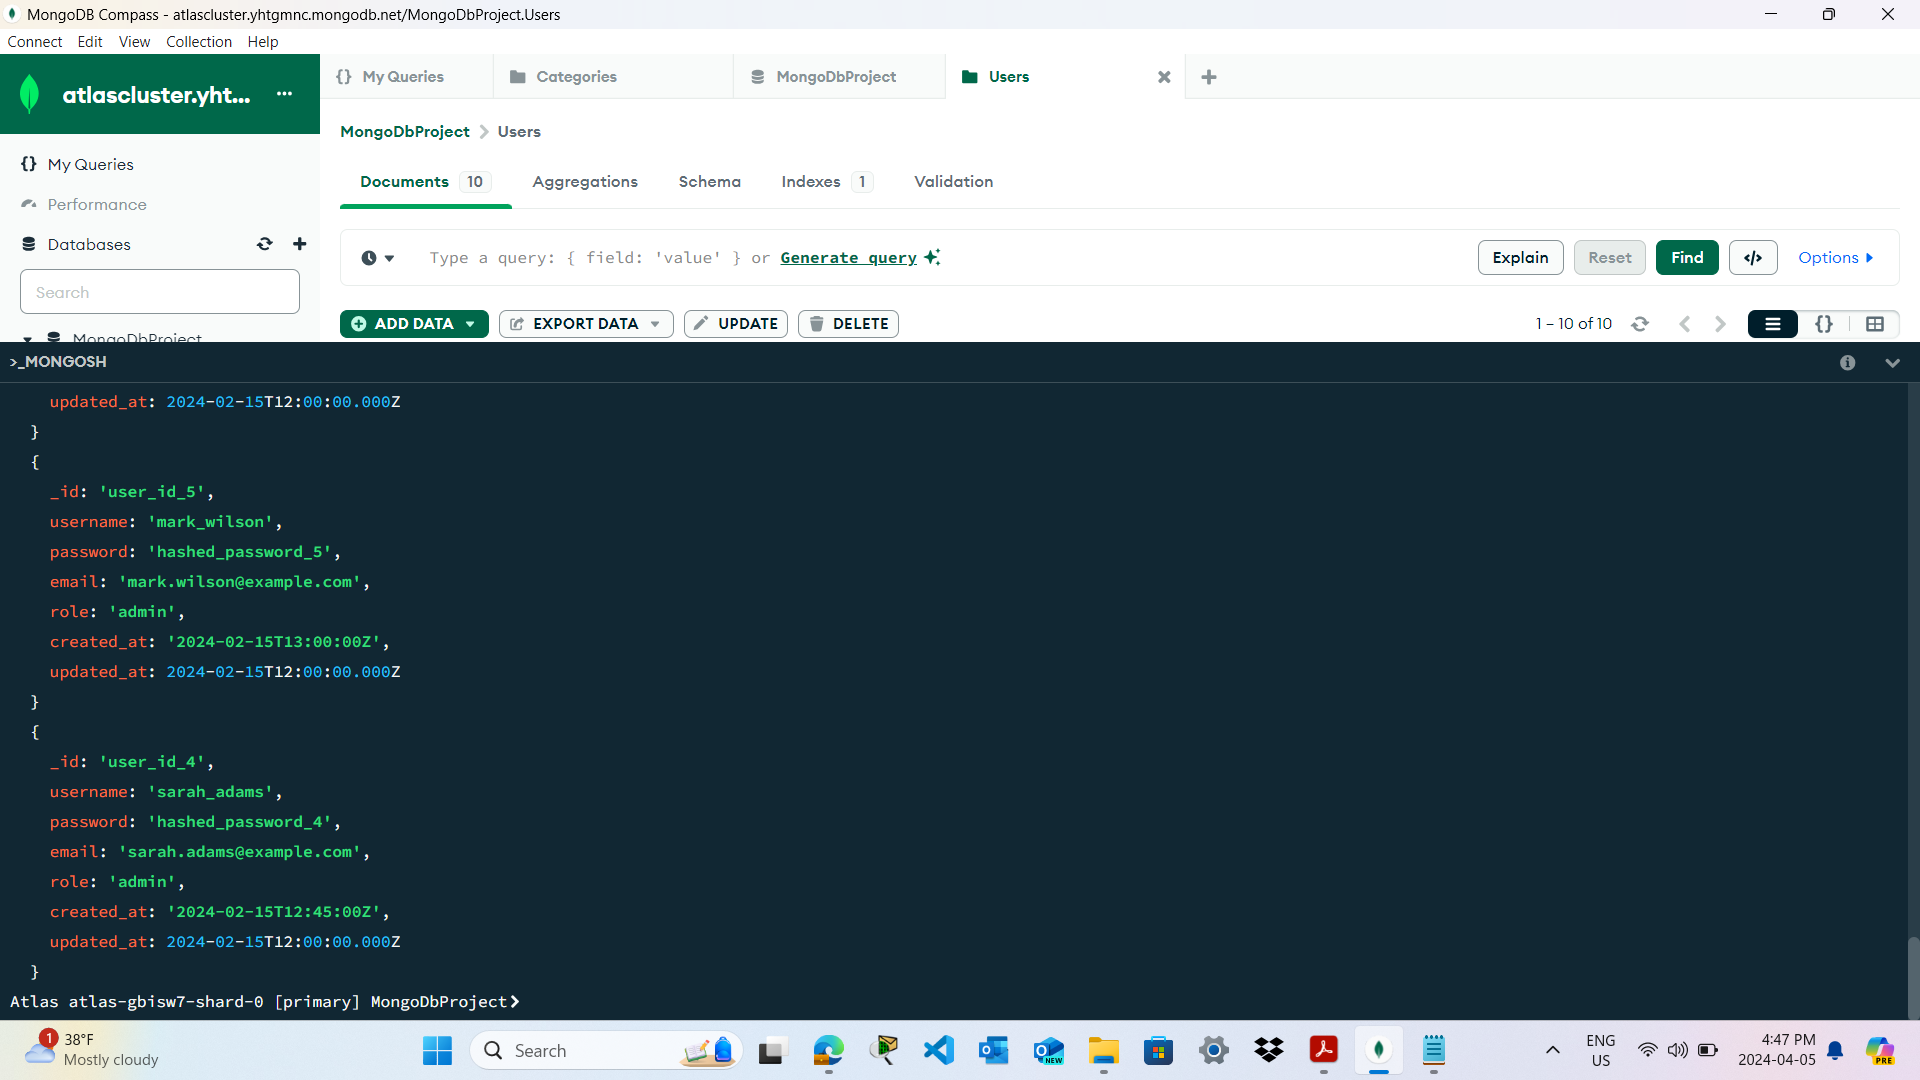 MongoDB Compass - atlascluster.yhtgmnc.mongodb.net/MongoDbProject.Users
Connect Edit View Collection Help
atlascluster.yht... ...
{} My Queries
Categories
MongoDbProject
Users
MongoDbProject > Users
My Queries
Performance
Databases
Search
MongoDbProject
Documents 10 Aggregations Schema Indexes 1 Validation
Type a query: { field: 'value' } or Generate query
Explain Reset Find </> Options
ADD DATA EXPORT DATA UPDATE DELETE
1 – 10 of 10
{}
>_MONGOSH
updated_at: 2024-02-15T12:00:00.000Z
}
{
_id: 'user_id_5',
username: 'mark_wilson',
password: 'hashed_password_5',
email: 'mark.wilson@example.com',
role: 'admin',
created_at: '2024-02-15T13:00:00Z',
updated_at: 2024-02-15T12:00:00.000Z
}
{
_id: 'user_id_4',
username: 'sarah_adams',
password: 'hashed_password_4',
email: 'sarah.adams@example.com',
role: 'admin',
created_at: '2024-02-15T12:45:00Z',
updated_at: 2024-02-15T12:00:00.000Z
}
Atlas atlas-gbisw7-shard-0 [primary] MongoDbProject>
1
38°F
Mostly cloudy
Search
NEW
ENG
US
4:47 PM
2024-04-05
PRE